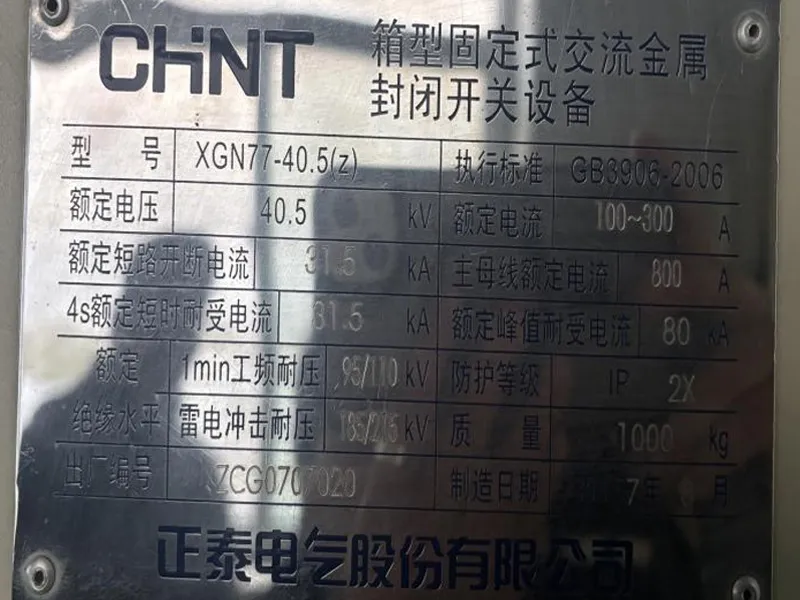 CHNT 箱型固定式交流金属
封闭开关设备
型 号 XGN77-40.5(z) 执行标准 GB3906-2006
额定电压 40.5 kV 额定电流 100~300 A
额定短路开断电流 31.5 kA 主母线额定电流 800 A
4s额定短时耐受电流 31.5 kA 额定峰值耐受电流 80 kA
额定 1min工频耐压 95/110 kV 防护等级 IP 2X
绝缘水平 雷电冲击耐压 185/215 kV 质 量 1000 kg
出厂编号 制造日期 年 月
正泰电气股份有限公司